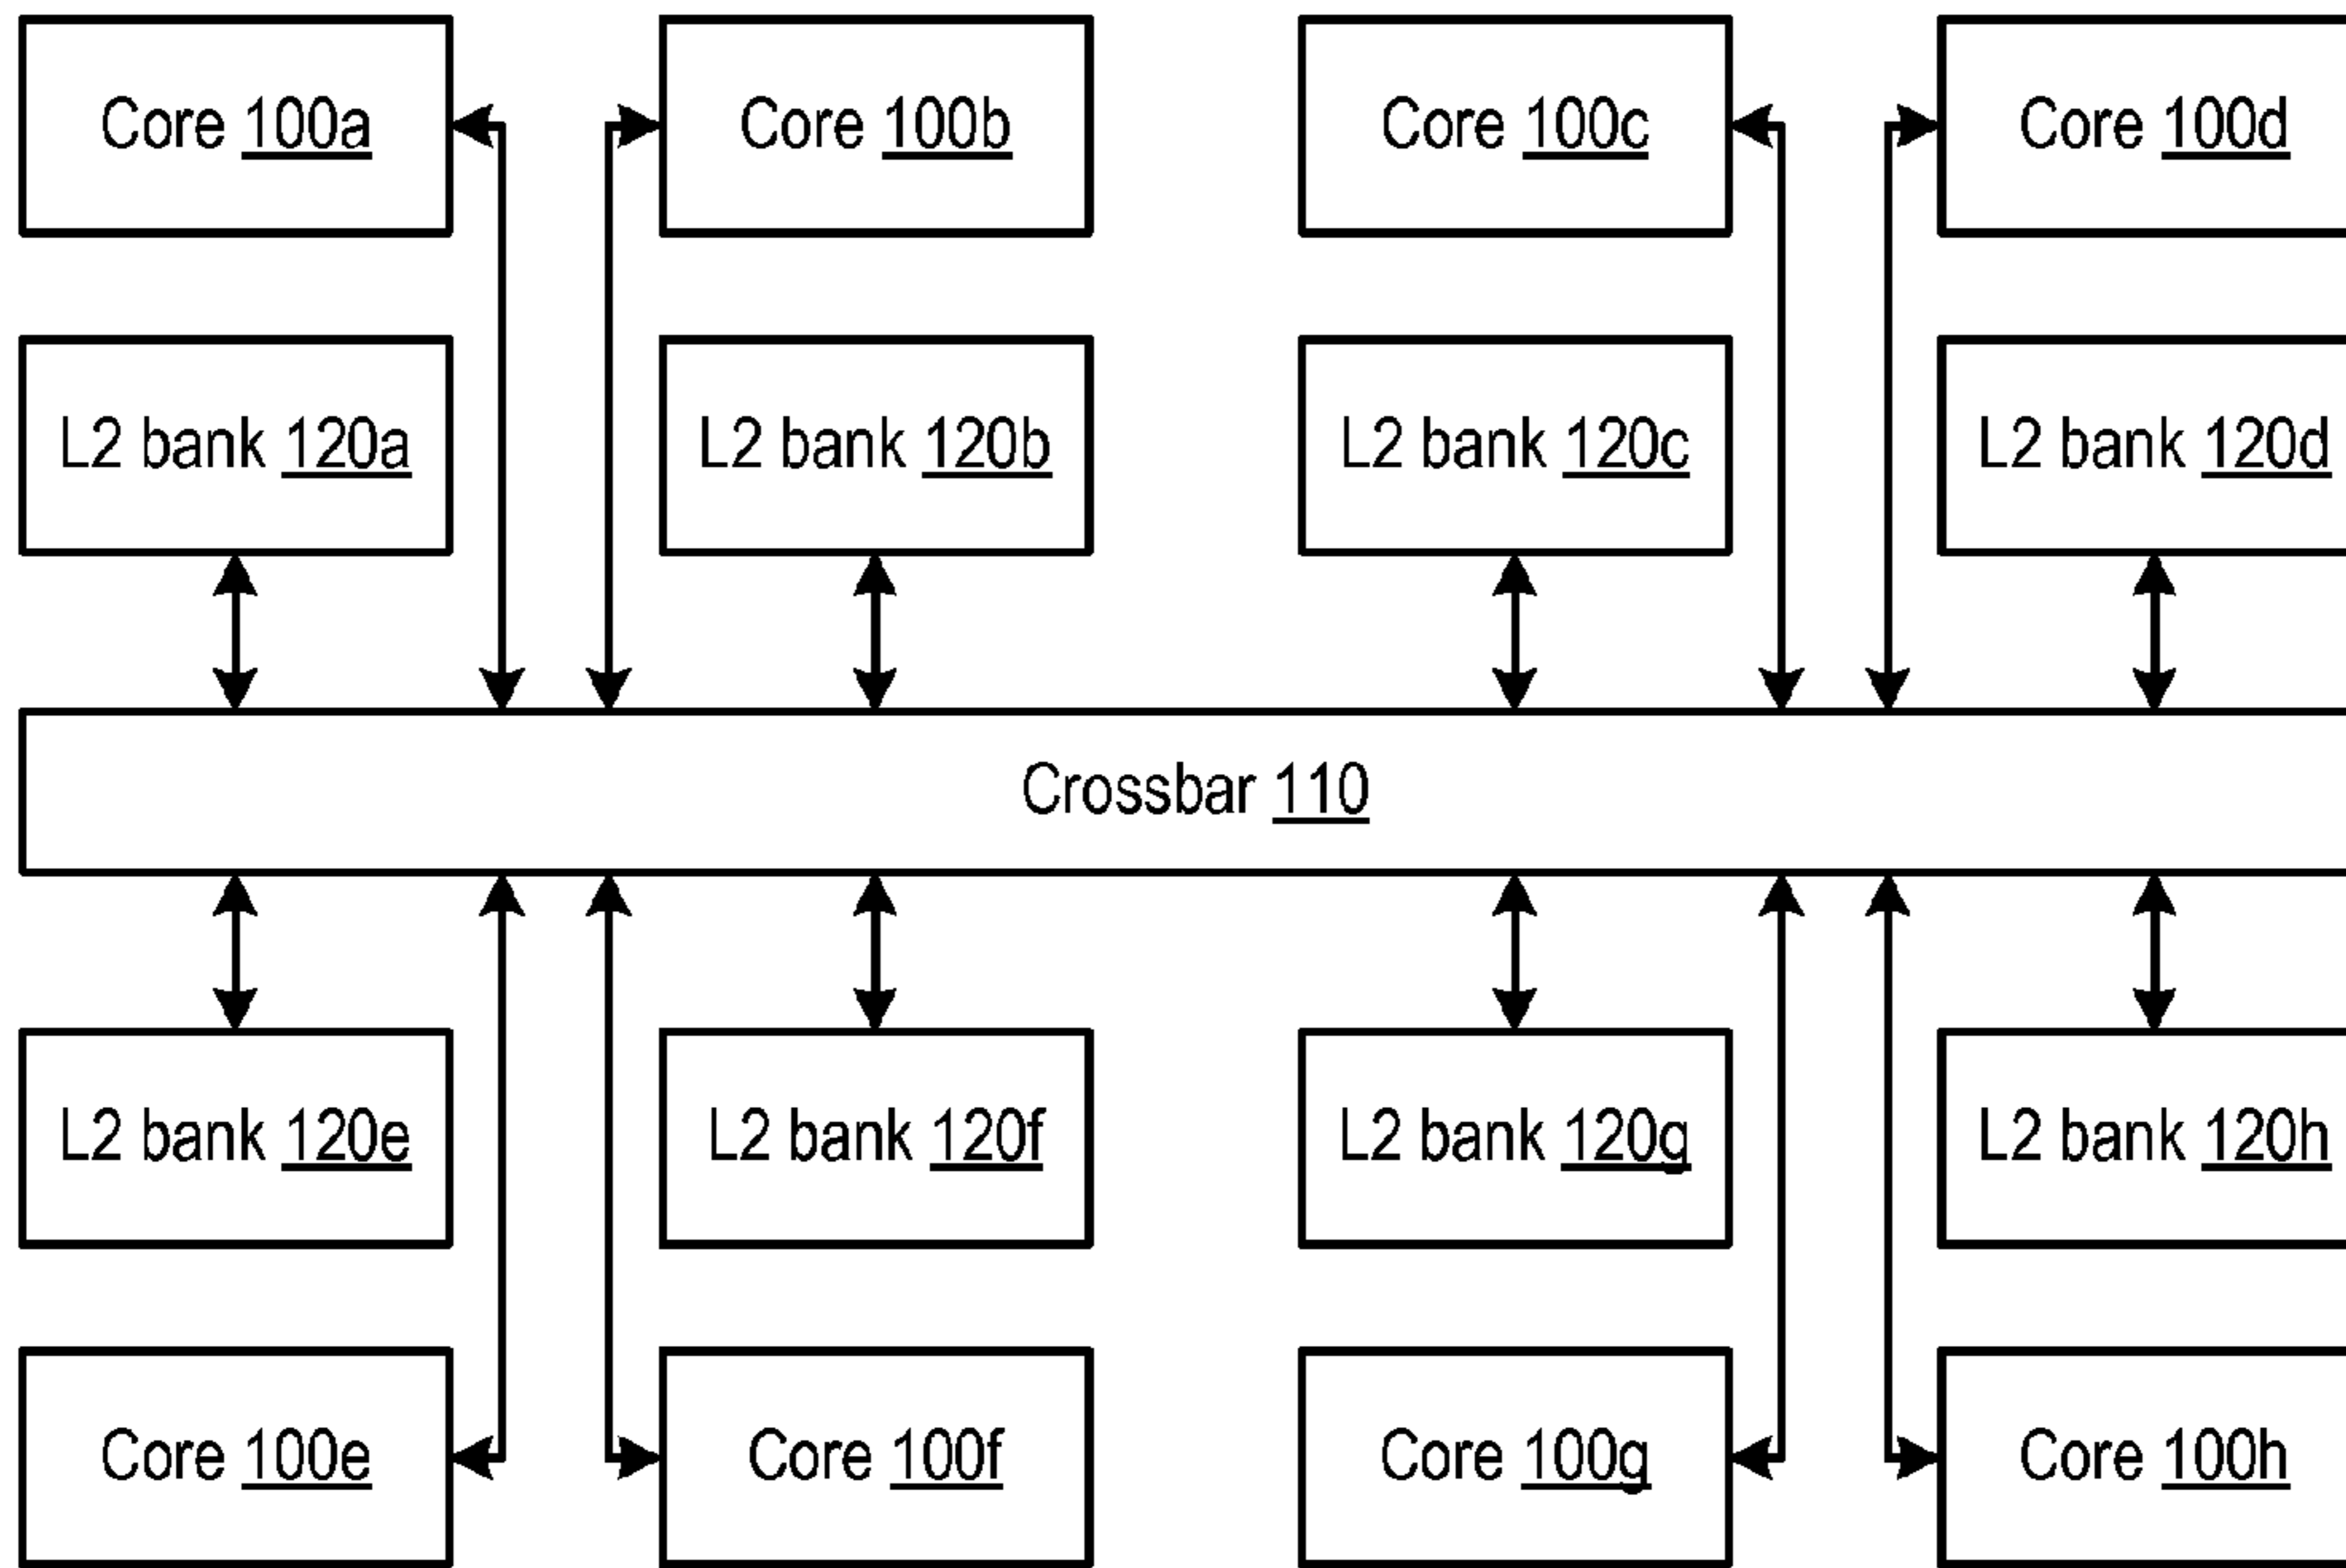 Core 100a
Core 100b
Core 100c
Core 100d
L2 bank 120a
L2 bank 120b
L2 bank 120c
L2 bank 120d
Crossbar 110
L2 bank 120e
L2 bank 120f
L2 bank 120g
L2 bank 120h
Core 100e
Core 100f
Core 100g
Core 100h